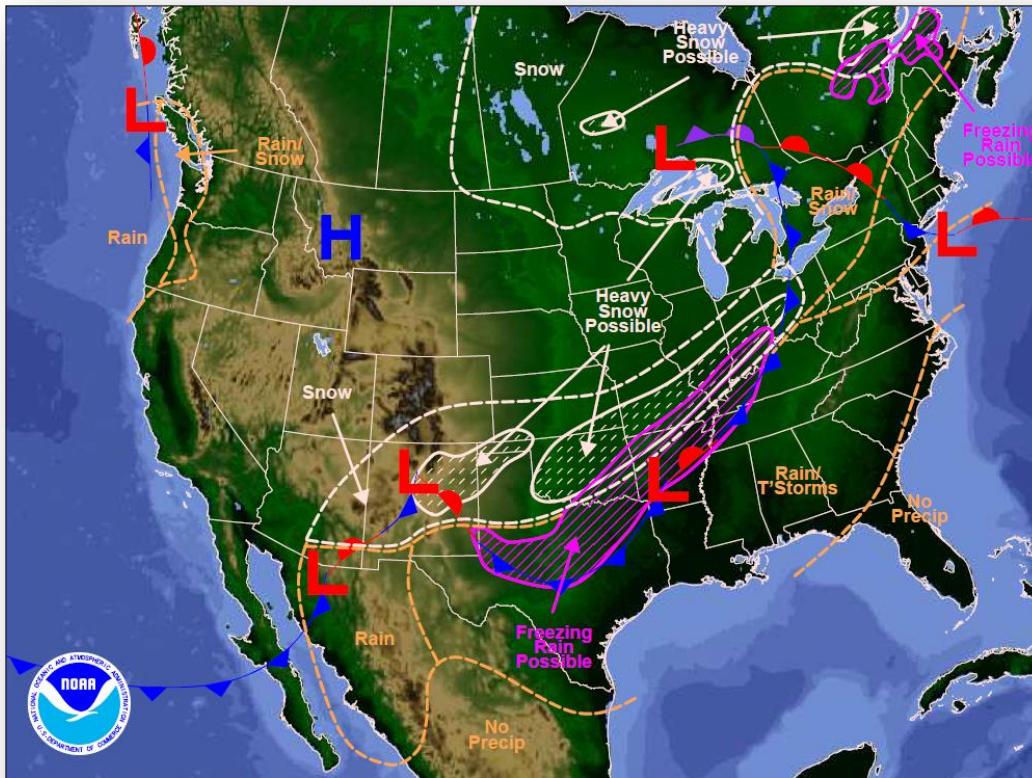 Heavy
Snow
Possible
Snow
L
L
Freezing
Rain
Possible
Rain/
Snow
Rain/
Snow
Rain
H
L
Heavy
Snow
Possible
Snow
L
L
Rain/
T'Storms
No
Precip
L
Freezing
Rain
Possible
Rain
No
Precip
NATIONAL OCEANIC AND ATMOSPHERIC ADMINISTRATION
NOAA
U.S. DEPARTMENT OF COMMERCE